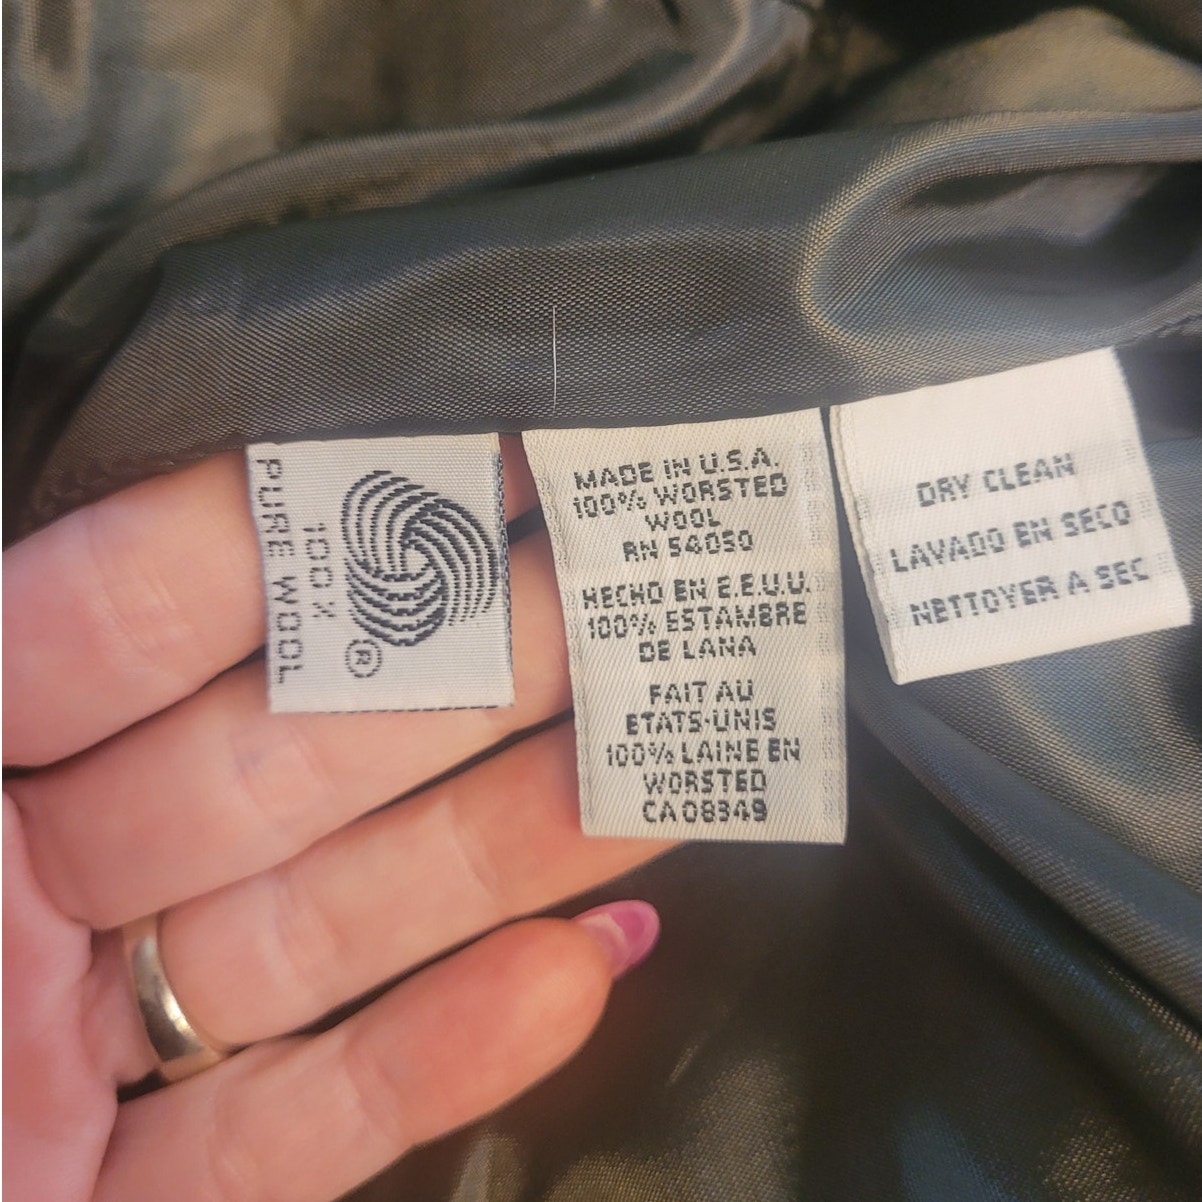 PURE WOOL
100%
®
MADE IN U.S.A.
100% WORSTED
WOOL
RN 54050
HECHO EN E.E.U.U.
100% ESTAMBRE
DE LANA
FAIT AU
ETATS-UNIS
100% LAINE EN
WORSTED
CA 08349
DRY CLEAN
LAVADO EN SECO
NETTOYER A SEC